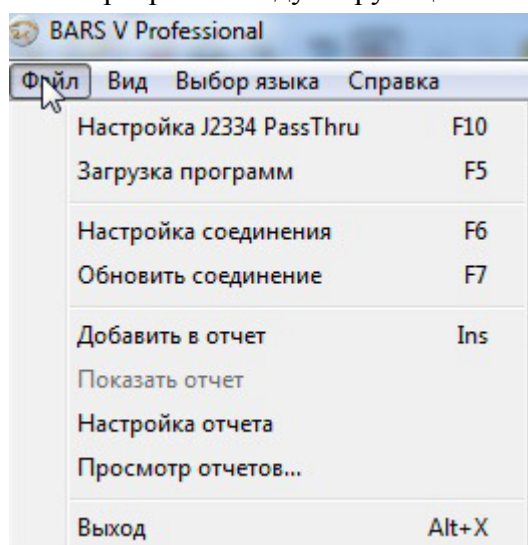 BARS V Professional
Файл Вид Выбор языка Справка
Настройка J2334 PassThru F10
Загрузка программ F5
Настройка соединения F6
Обновить соединение F7
Добавить в отчет Ins
Показать отчет
Настройка отчета
Просмотр отчетов...
Выход Alt+X